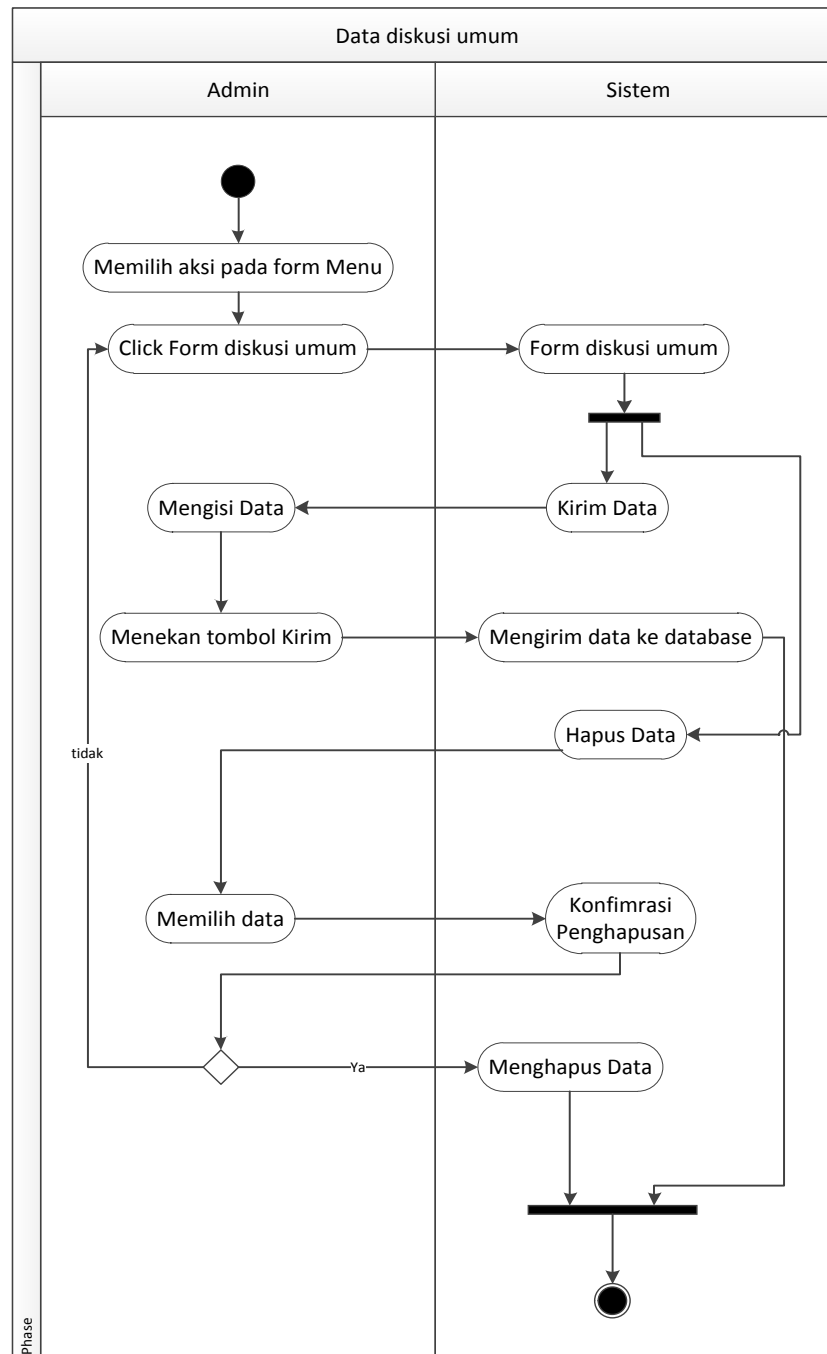 Data diskusi umum
Admin
Sistem
Memilih aksi pada form Menu
Click Form diskusi umum
Form diskusi umum
Mengisi Data
Kirim Data
Menekan tombol Kirim
Mengirim data ke database
Hapus Data
tidak
Memilih data
Konfimrasi
Penghapusan
Ya
Menghapus Data
Phase